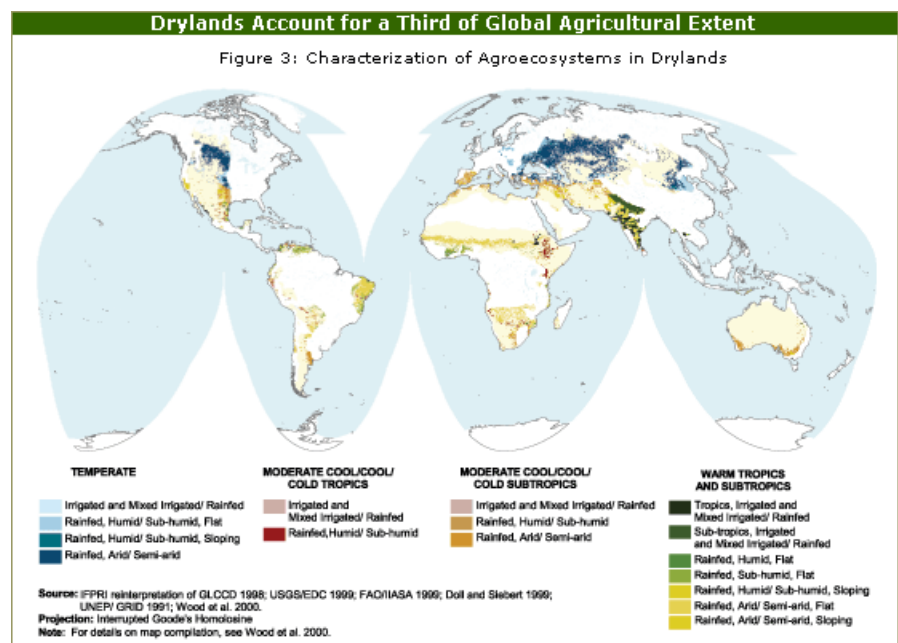 Drylands Account for a Third of Global Agricultural Extent
Figure 3: Characterization of Agroecosystems in Drylands
TEMPERATE
Irrigated and Mixed Irrigated/ Rainfed
Rainfed, Humid/ Sub-humid, Flat
Rainfed, Humid/ Sub-humid, Sloping
Rainfed, Arid/ Semi-arid
MODERATE COOL/COOL/
COLD TROPICS
Irrigated and
Mixed Irrigated/ Rainfed
Rainfed,Humid/ Sub-humid
MODERATE COOL/COOL/
COLD SUBTROPICS
Irrigated and Mixed Irrigated/ Rainfed
Rainfed, Humid/ Sub-humid
Rainfed, Arid/ Semi-arid
WARM TROPICS
AND SUBTROPICS
Tropics, Irrigated and
Mixed Irrigated/ Rainfed
Sub-tropics, Irrigated
and Mixed Irrigated/ Rainfed
Rainfed, Humid, Flat
Rainfed, Sub-humid, Flat
Rainfed, Humid/ Sub-humid, Sloping
Rainfed, Arid/ Semi-arid, Flat
Rainfed, Arid/ Semi-arid, Sloping
Source: IFPRI reinterpretation of GLCCD 1998; USGS/EDC 1999; FAO/IIASA 1999; Doll and Siebert 1999;
UNEP/ GRID 1991; Wood et al. 2000.
Projection: Interrupted Goode's Homolosine
Note: For details on map compilation, see Wood et al. 2000.